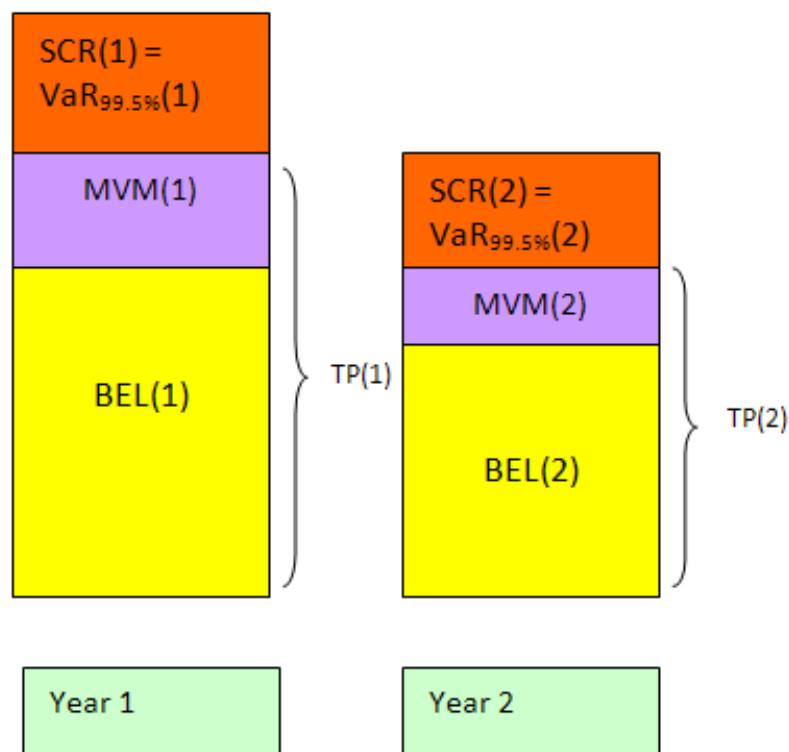 SCR(1) =
VaR99.5%(1)
MVM(1)
BEL(1)
TP(1)
SCR(2) =
VaR99.5%(2)
MVM(2)
BEL(2)
TP(2)
Year 1
Year 2